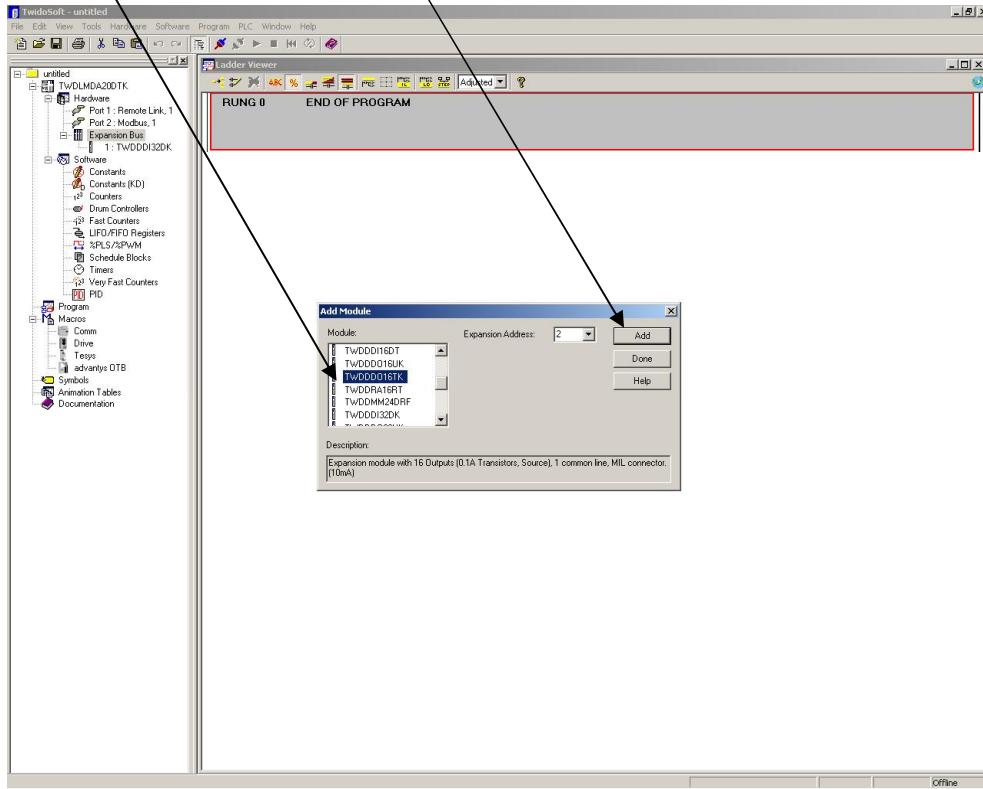 TwidoSoft - untitled
File Edit View Tools Hardware Software Program PLC Window Help
untitled
TWDLMDA20DTK
Hardware
Port 1 : Remote Link, 1
Port 2 : Modbus, 1
Expansion Bus
1 : TWDDDI32DK
Software
Constants
Constants (KD)
Counters
Drum Controllers
Fast Counters
LIFO/FIFO Registers
%PLS/%PWM
Schedule Blocks
Timers
Very Fast Counters
PID
Program
Macros
Comm
Drive
Tesys
advantys OTB
Symbols
Animation Tables
Documentation
Ladder Viewer
ABC % Adjusted
RUNG 0 END OF PROGRAM
Add Module
Module: Expansion Address: 2 Add
TWDDDI16DT
TWDDDO16UK Done
TWDDDO16TK Help
TWDDRA16RT
TWDDMM24DRF
TWDDDI32DK
Description:
Expansion module with 16 Outputs (0.1A Transistors, Source), 1 common line, MIL connector.
(10mA)
Offline